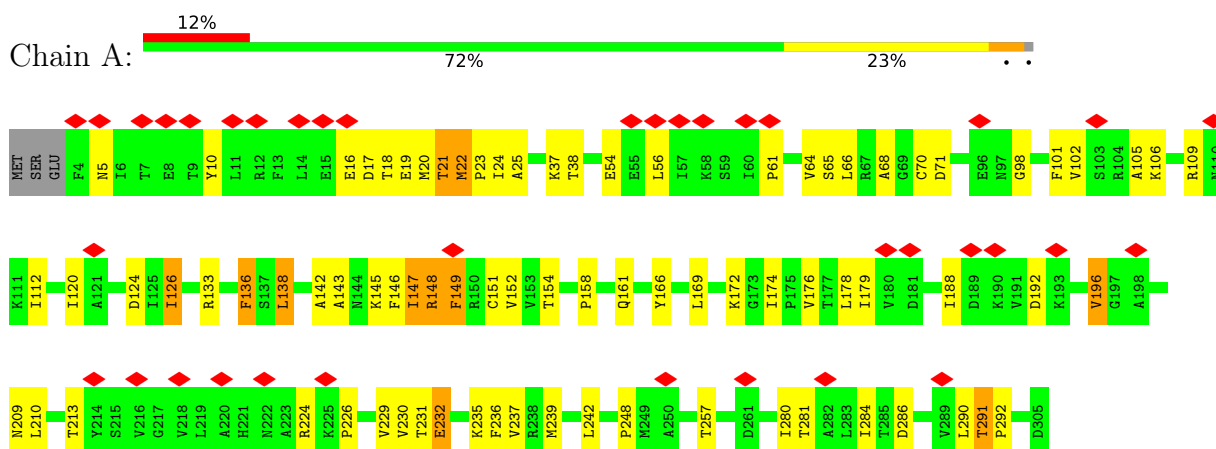 12%
Chain A:
72% 23% • •
MET SER GLU F4 N5 I6 T7 E8 T9 Y10 L11 R12 F13 L14 E15 E16 D17 T18 E19 M20 T21 M22 P23 I24 A25 K37 T38 E54 E55 L56 I57 K58 S59 I60 P61 V64 S65 L66 R67 A68 G69 C70 D71 E96 N97 G98 F101 V102 S103 R104 A105 K106 R109 N110
K111 I112 I120 A121 D124 I125 I126 R133 F136 S137 L138 A142 A143 N144 K145 F146 I147 R148 F149 R150 C151 V152 V153 T154 P158 Q161 Y166 L169 K172 G173 I174 P175 V176 T177 L178 I179 V180 D181 I188 D189 K190 V191 D192 K193 V196 G197 A198
N209 L210 T213 Y214 S215 V216 G217 V218 L219 A220 H221 N222 A223 R224 K225 P226 V229 V230 T231 E232 K235 F236 V237 R238 M239 L242 P248 M249 A250 T257 D261 I280 T281 A282 L283 I284 T285 D286 V289 L290 T291 P292 D305